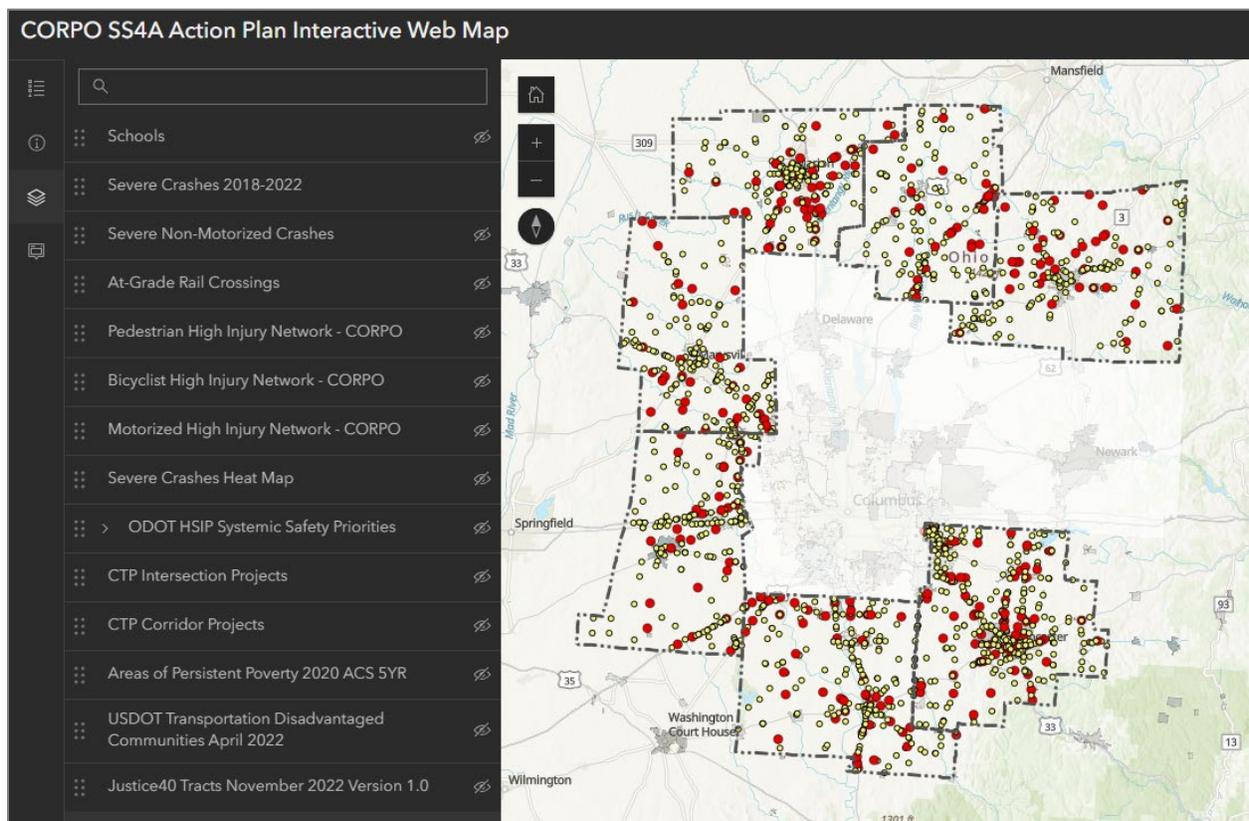 CORPO SS4A Action Plan Interactive Web Map
Schools
Severe Crashes 2018-2022
Severe Non-Motorized Crashes
At-Grade Rail Crossings
Pedestrian High Injury Network - CORPO
Bicyclist High Injury Network - CORPO
Motorized High Injury Network - CORPO
Severe Crashes Heat Map
ODOT HSIP Systemic Safety Priorities
CTP Intersection Projects
CTP Corridor Projects
Areas of Persistent Poverty 2020 ACS 5YR
USDOT Transportation Disadvantaged
Communities April 2022
Justice40 Tracts November 2022 Version 1.0
Mansfield
309
3
33
Ohio
Delaware
62
Mad River
Newark
Columbus
Springfield
93
35
Washington
Court House
33
13
Wilmington
1301 ft